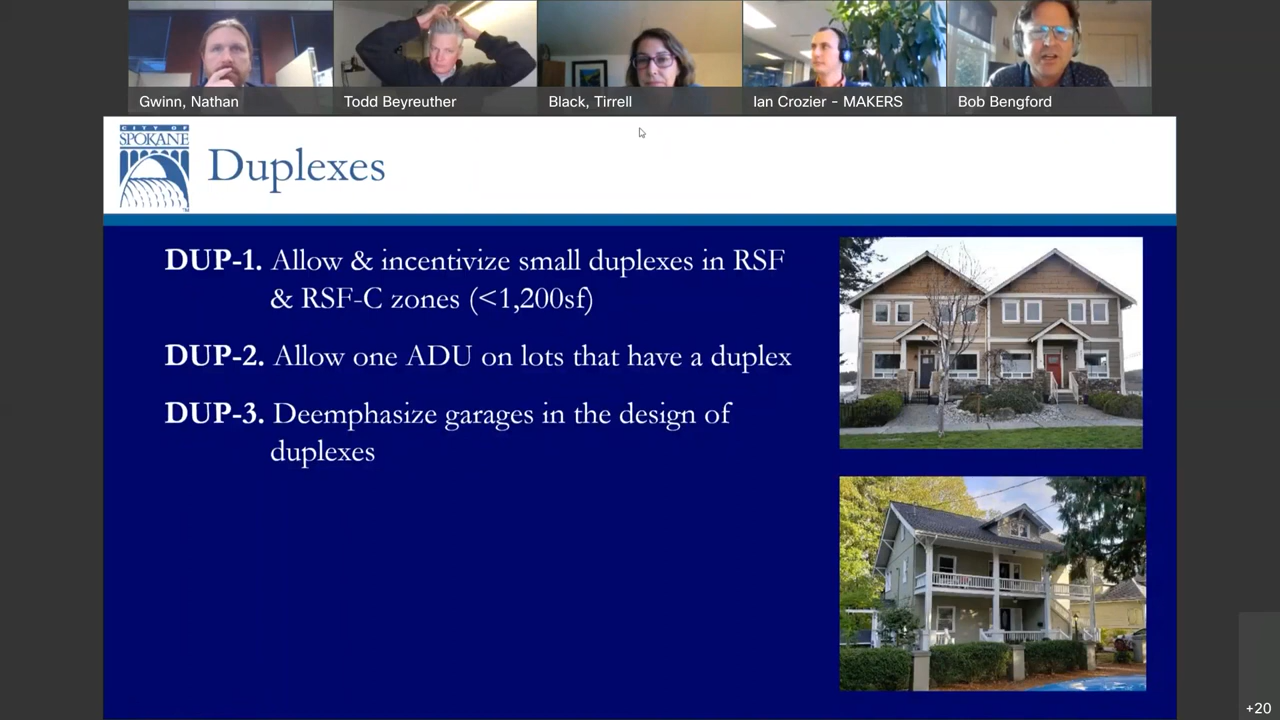 Gwinn, Nathan
Todd Beyreuther
Black, Tirrell
Ian Crozier - MAKERS
Bob Bengford
CITY OF
SPOKANE
Duplexes
DUP-1. Allow & incentivize small duplexes in RSF
& RSF-C zones (<1,200sf)
DUP-2. Allow one ADU on lots that have a duplex
DUP-3. Deemphasize garages in the design of
duplexes
+20